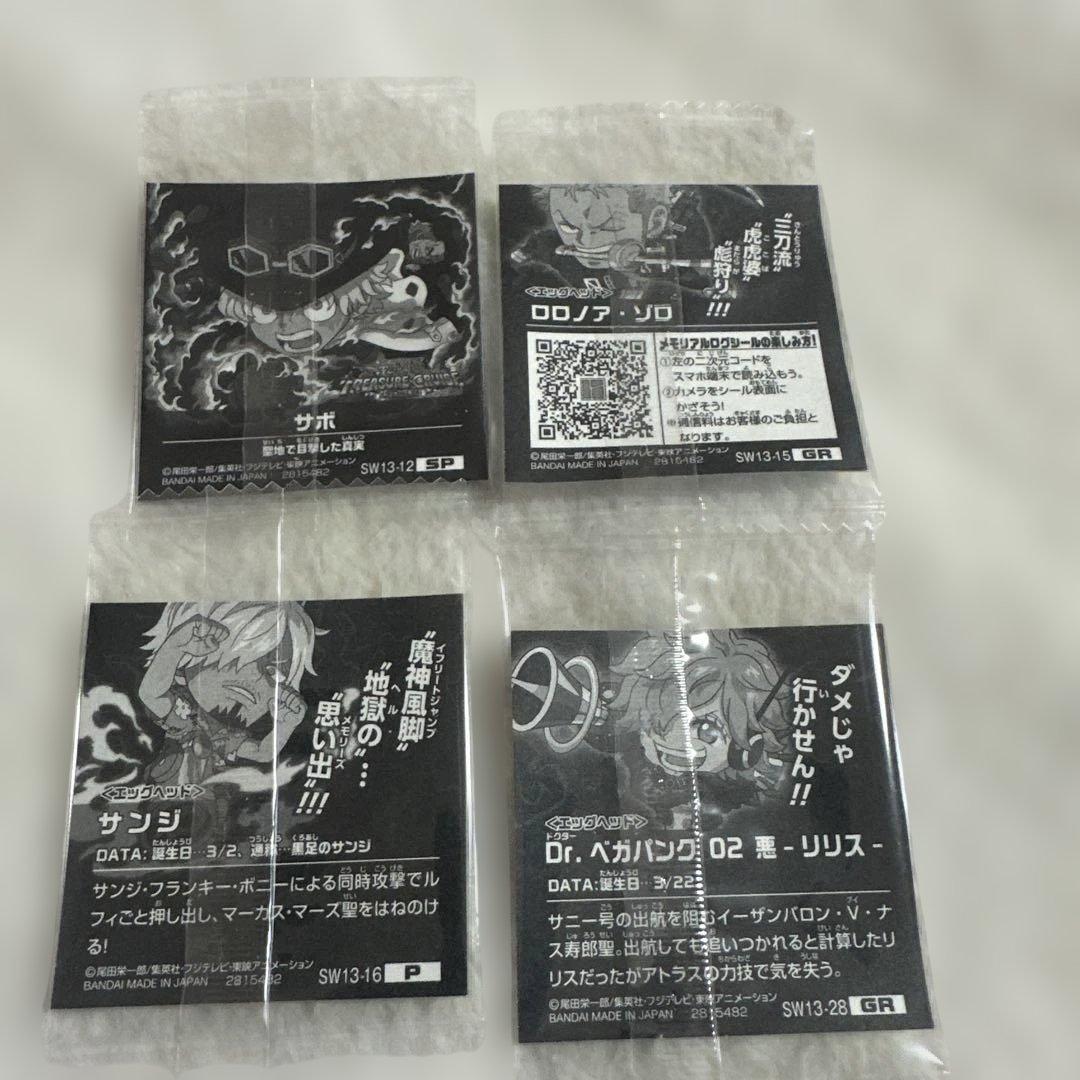 TREASURE CRUISE
サボ
聖地で目撃した真実
©尾田栄一郎/集英社・フジテレビ・東映アニメーション
BANDAI MADE IN JAPAN 2815482
SW13-12 SP
“三刀流”
“虎虎婆”
“彪狩り”!!!
<エッグヘッド>
ロロノア・ゾロ
メモリアルログシールの楽しみ方!
①左の二次元コードを
スマホ端末で読み込もう。
②カメラをシール表面に
かざそう!
※通信料はお客様のご負担と
なります。
©尾田栄一郎/集英社・フジテレビ・東映アニメーション
BANDAI MADE IN JAPAN 2815482
SW13-15 GR
“魔神風脚”
“地獄の”…
“思い出”!!!
<エッグヘッド>
サンジ
DATA:誕生日…3/2、通称…黒足のサンジ
サンジ・フランキー・ボニーによる同時攻撃でル
フィごと押し出し、マーカス・マーズ聖をはねのけ
る!
©尾田栄一郎/集英社・フジテレビ・東映アニメーション
BANDAI MADE IN JAPAN 2815482
SW13-16 P
ダメじゃ
行かせん!!
<エッグヘッド>
Dr.ベガパンク 02 悪 -リリス-
DATA:誕生日…3/22
サニー号の出航を阻むイーザンバロン・V・ナ
ス寿郎聖。出航しても追いつかれると計算したリ
リスだったがアトラスの力技で気を失う。
©尾田栄一郎/集英社・フジテレビ・東映アニメーション
BANDAI MADE IN JAPAN 2815482
SW13-28 GR